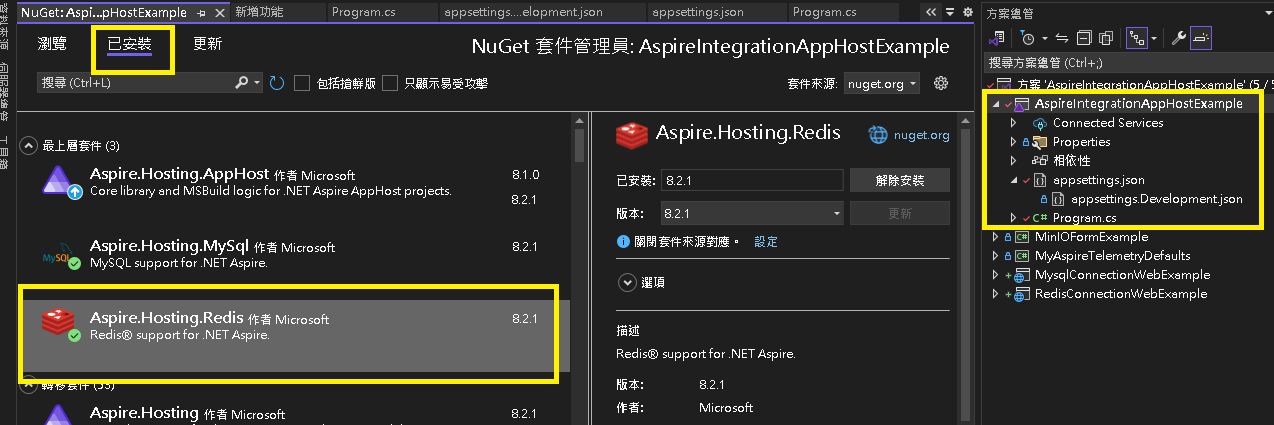 NuGet: Aspi...pHostExample
新增功能
Program.cs
appsettings....elopment.json
appsettings.json
Program.cs
瀏覽
已安裝
更新
NuGet 套件管理員: AspireIntegrationAppHostExample
搜尋 (Ctrl+L)
包括搶鮮版
只顯示易受攻擊
套件來源:
nuget.org
最上層套件 (3)
Aspire.Hosting.AppHost 作者 Microsoft
8.1.0
Core library and MSBuild logic for .NET Aspire AppHost projects.
8.2.1
Aspire.Hosting.MySql 作者 Microsoft
8.2.1
MySQL
MySQL support for .NET Aspire.
Aspire.Hosting.Redis 作者 Microsoft
8.2.1
Redis® support for .NET Aspire.
轉移套件 (53)
Aspire.Hosting 作者 Microsoft
8.2.1
Aspire.Hosting.Redis
nuget.org
已安裝:
8.2.1
解除安裝
版本:
8.2.1
更新
關閉套件來源對應。 設定
選項
描述
Redis® support for .NET Aspire.
版本:
8.2.1
作者:
Microsoft
方案總管
搜尋方案總管 (Ctrl+;)
方案 'AspireIntegrationAppHostExample' (5 / 5
AspireIntegrationAppHostExample
Connected Services
Properties
相依性
appsettings.json
appsettings.Development.json
C# Program.cs
C# MinIOFormExample
C# MyAspireTelemetryDefaults
MysqlConnectionWebExample
RedisConnectionWebExample
工具箱